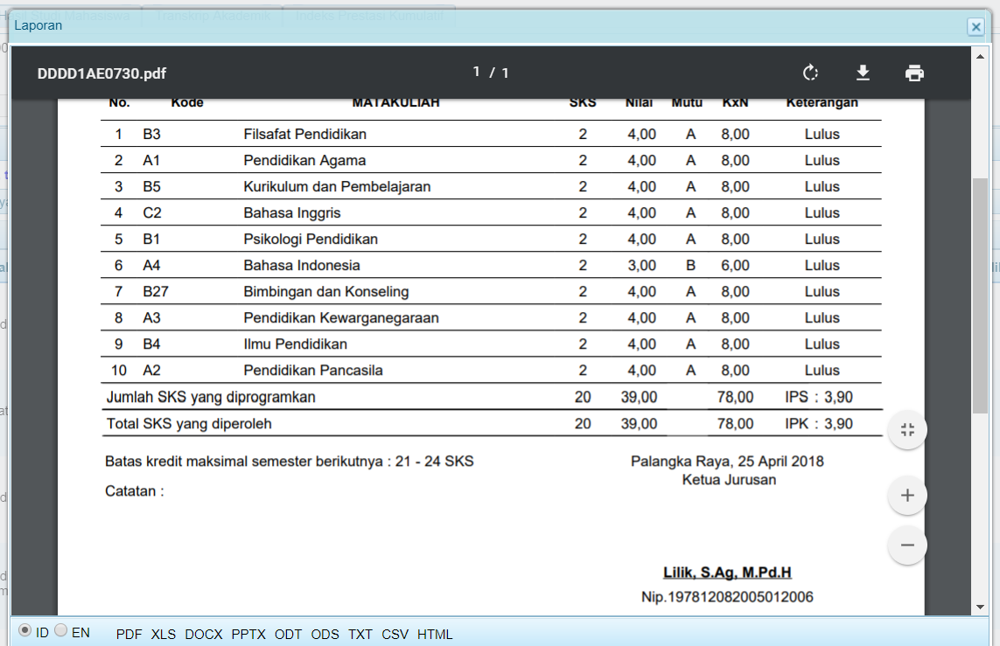 Hasil Studi Mahasiswa Transkrip Akademik Indeks Prestasi Kumulatif
Laporan
DDDD1AE0730.pdf 1 / 1
No. Kode MATAKULIAH SKS Nilai Mutu KxN Keterangan
1 B3 Filsafat Pendidikan 2 4,00 A 8,00 Lulus
2 A1 Pendidikan Agama 2 4,00 A 8,00 Lulus
3 B5 Kurikulum dan Pembelajaran 2 4,00 A 8,00 Lulus
4 C2 Bahasa Inggris 2 4,00 A 8,00 Lulus
5 B1 Psikologi Pendidikan 2 4,00 A 8,00 Lulus
6 A4 Bahasa Indonesia 2 3,00 B 6,00 Lulus
7 B27 Bimbingan dan Konseling 2 4,00 A 8,00 Lulus
8 A3 Pendidikan Kewarganegaraan 2 4,00 A 8,00 Lulus
9 B4 Ilmu Pendidikan 2 4,00 A 8,00 Lulus
10 A2 Pendidikan Pancasila 2 4,00 A 8,00 Lulus
Jumlah SKS yang diprogramkan 20 39,00 78,00 IPS : 3,90
Total SKS yang diperoleh 20 39,00 78,00 IPK : 3,90
Batas kredit maksimal semester berikutnya : 21 - 24 SKS
Catatan :
Palangka Raya, 25 April 2018
Ketua Jurusan
Lilik, S.Ag, M.Pd.H
Nip.197812082005012006
ID EN PDF XLS DOCX PPTX ODT ODS TXT CSV HTML